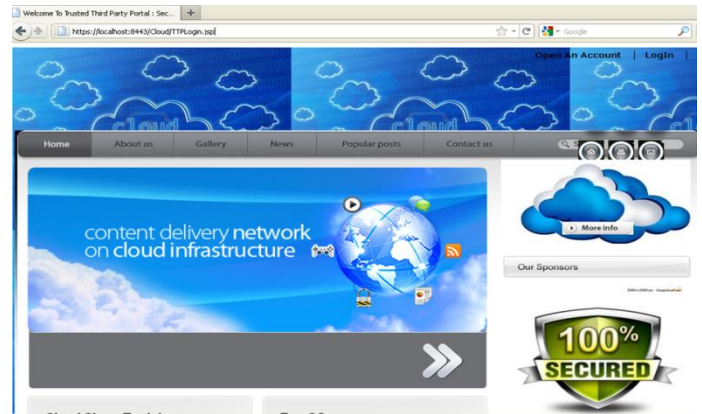 Welcome To Trusted Third Party Portal : Sec...
https://localhost:8443/Cloud/TTPLogin.jsp
Google
Open An Account | LogIn |
cloud cloud
Home About us Gallery News Popular posts Contact us
content delivery network
on cloud infrastructure
More info
Our Sponsors
100%
SECURED